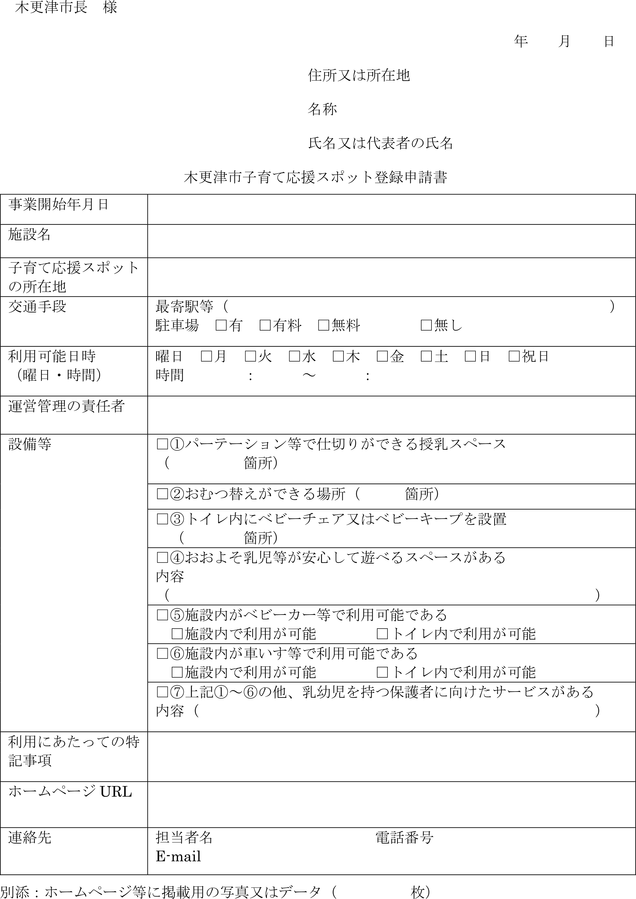 木更津市長　様
年　　月　　日
住所又は所在地
名称
氏名又は代表者の氏名
木更津市子育て応援スポット登録申請書
事業開始年月日
施設名
子育て応援スポット
の所在地
交通手段
最寄駅等（　　　　　　　　　　　　　　　　　　　　　　　　　　）
駐車場　□有　□有料　□無料　　　　□無し
利用可能日時
（曜日・時間）
曜日　□月　□火　□水　□木　□金　□土　□日　□祝日
時間　　　　：　　　～　　　：
運営管理の責任者
設備等
□①パーテーション等で仕切りができる授乳スペース
（　　　　　箇所）
□②おむつ替えができる場所（　　　箇所）
□③トイレ内にベビーチェア又はベビーキープを設置
（　　　　箇所）
□④おおよそ乳児等が安心して遊べるスペースがある
内容
（　　　　　　　　　　　　　　　　　　　　　　　　　　　　　）
□⑤施設内がベビーカー等で利用可能である
□施設内で利用が可能　　　　□トイレ内で利用が可能
□⑥施設内が車いす等で利用可能である
□施設内で利用が可能　　　　□トイレ内で利用が可能
□⑦上記①～⑥の他、乳幼児を持つ保護者に向けたサービスがある
内容（　　　　　　　　　　　　　　　　　　　　　　　　　　　）
利用にあたっての特
記事項
ホームページ URL
連絡先
担当者名　　　　　　　　　　　電話番号
E-mail
別添：ホームページ等に掲載用の写真又はデータ（　　　　　枚）